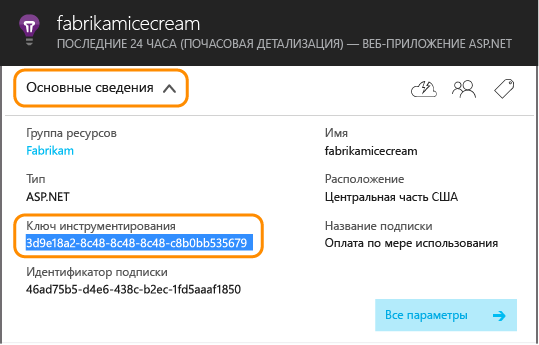 fabrikamicecream
ПОСЛЕДНИЕ 24 ЧАСА (ПОЧАСОВАЯ ДЕТАЛИЗАЦИЯ) — ВЕБ-ПРИЛОЖЕНИЕ ASP.NET
Основные сведения
Группа ресурсов
Fabrikam
Имя
fabrikamicecream
Тип
ASP.NET
Расположение
Центральная часть США
Ключ инструментирования
3d9e18a2-8c48-8c48-8c48-c8b0bb535679
Название подписки
Оплата по мере использования
Идентификатор подписки
46ad75b5-d4e6-438c-b2ec-1fd5aaaf1850
Все параметры